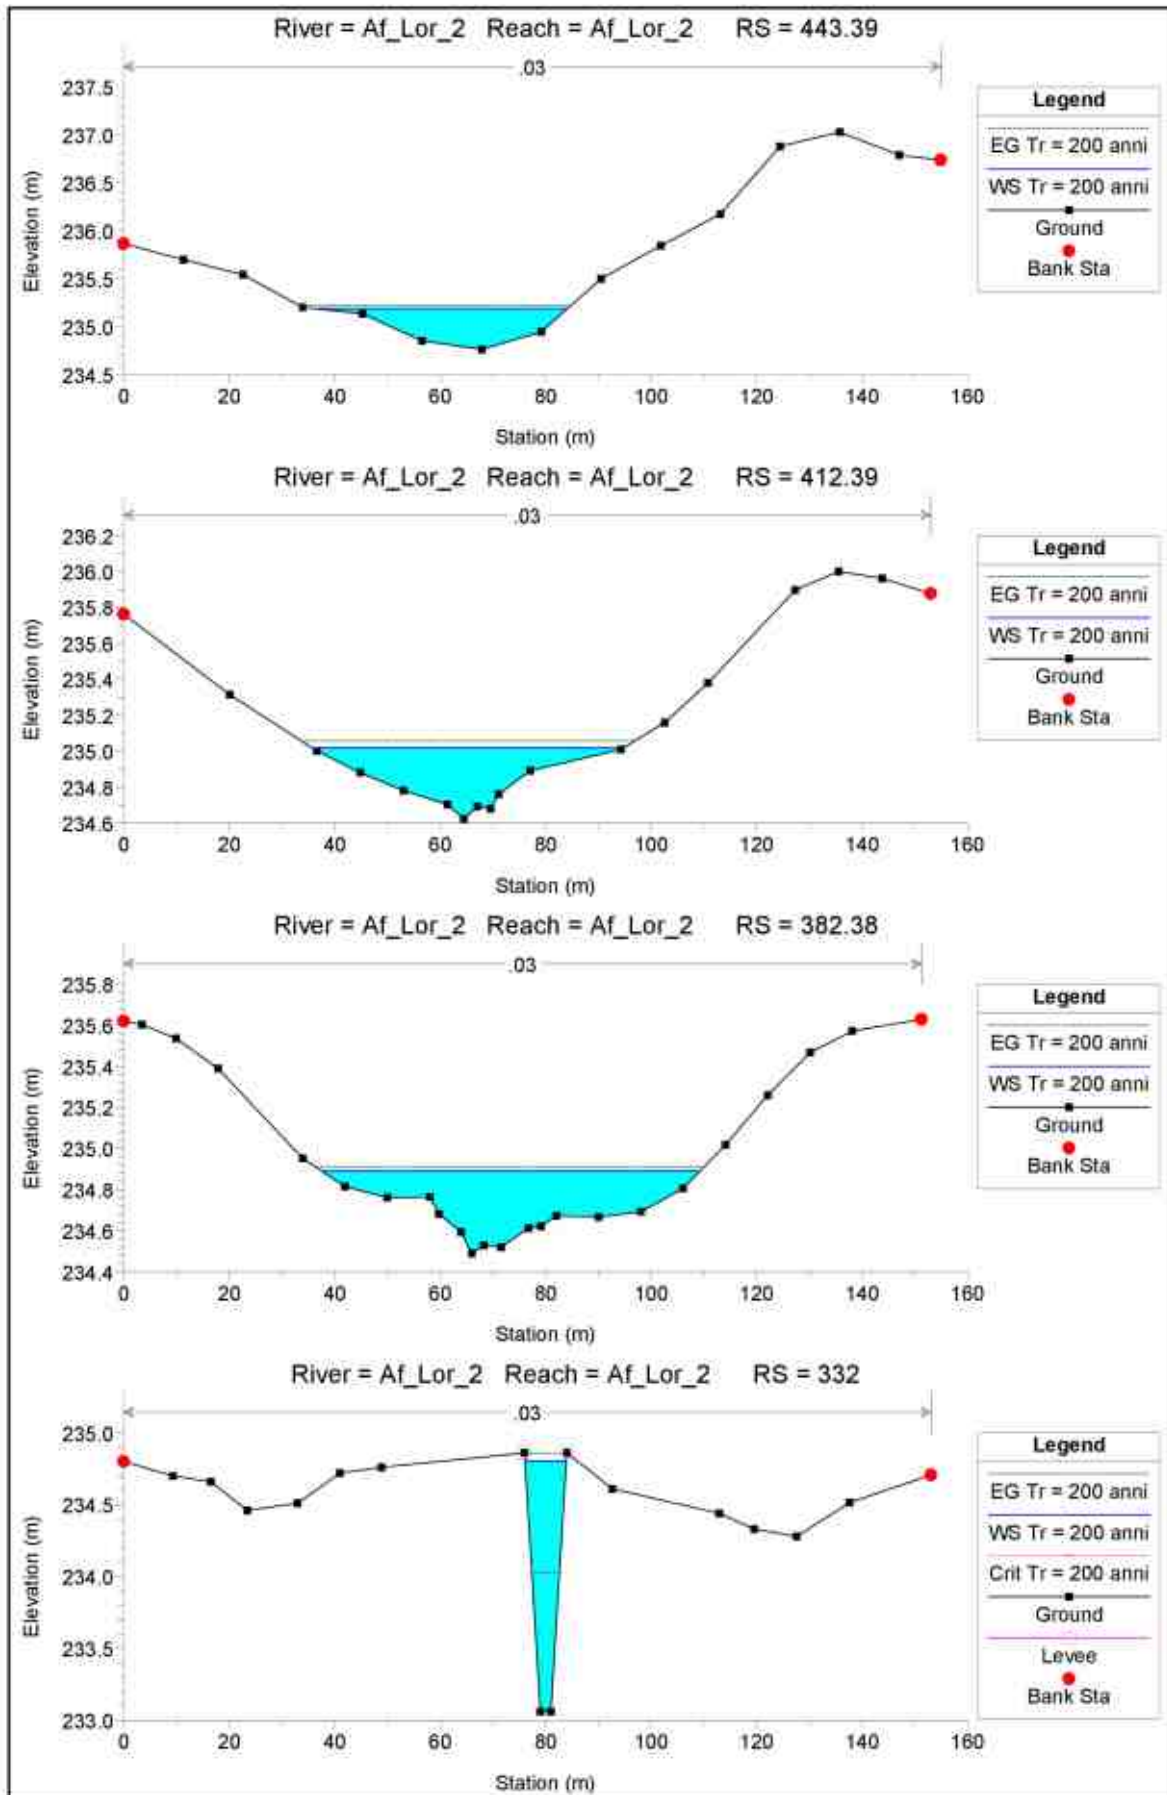 River = Af_Lor_2 Reach = Af_Lor_2 RS = 443.39
.03
237.5
237.0
236.5
236.0
235.5
235.0
234.5
Elevation (m)
0 20 40 60 80 100 120 140 160
Station (m)
Legend
EG Tr = 200 anni
WS Tr = 200 anni
Ground
Bank Sta
River = Af_Lor_2 Reach = Af_Lor_2 RS = 412.39
.03
236.2
236.0
235.8
235.6
235.4
235.2
235.0
234.8
234.6
Elevation (m)
0 20 40 60 80 100 120 140 160
Station (m)
Legend
EG Tr = 200 anni
WS Tr = 200 anni
Ground
Bank Sta
River = Af_Lor_2 Reach = Af_Lor_2 RS = 382.38
.03
235.8
235.6
235.4
235.2
235.0
234.8
234.6
234.4
Elevation (m)
0 20 40 60 80 100 120 140 160
Station (m)
Legend
EG Tr = 200 anni
WS Tr = 200 anni
Ground
Bank Sta
River = Af_Lor_2 Reach = Af_Lor_2 RS = 332
.03
235.0
234.5
234.0
233.5
233.0
Elevation (m)
0 20 40 60 80 100 120 140 160
Station (m)
Legend
EG Tr = 200 anni
WS Tr = 200 anni
Crit Tr = 200 anni
Ground
Levee
Bank Sta